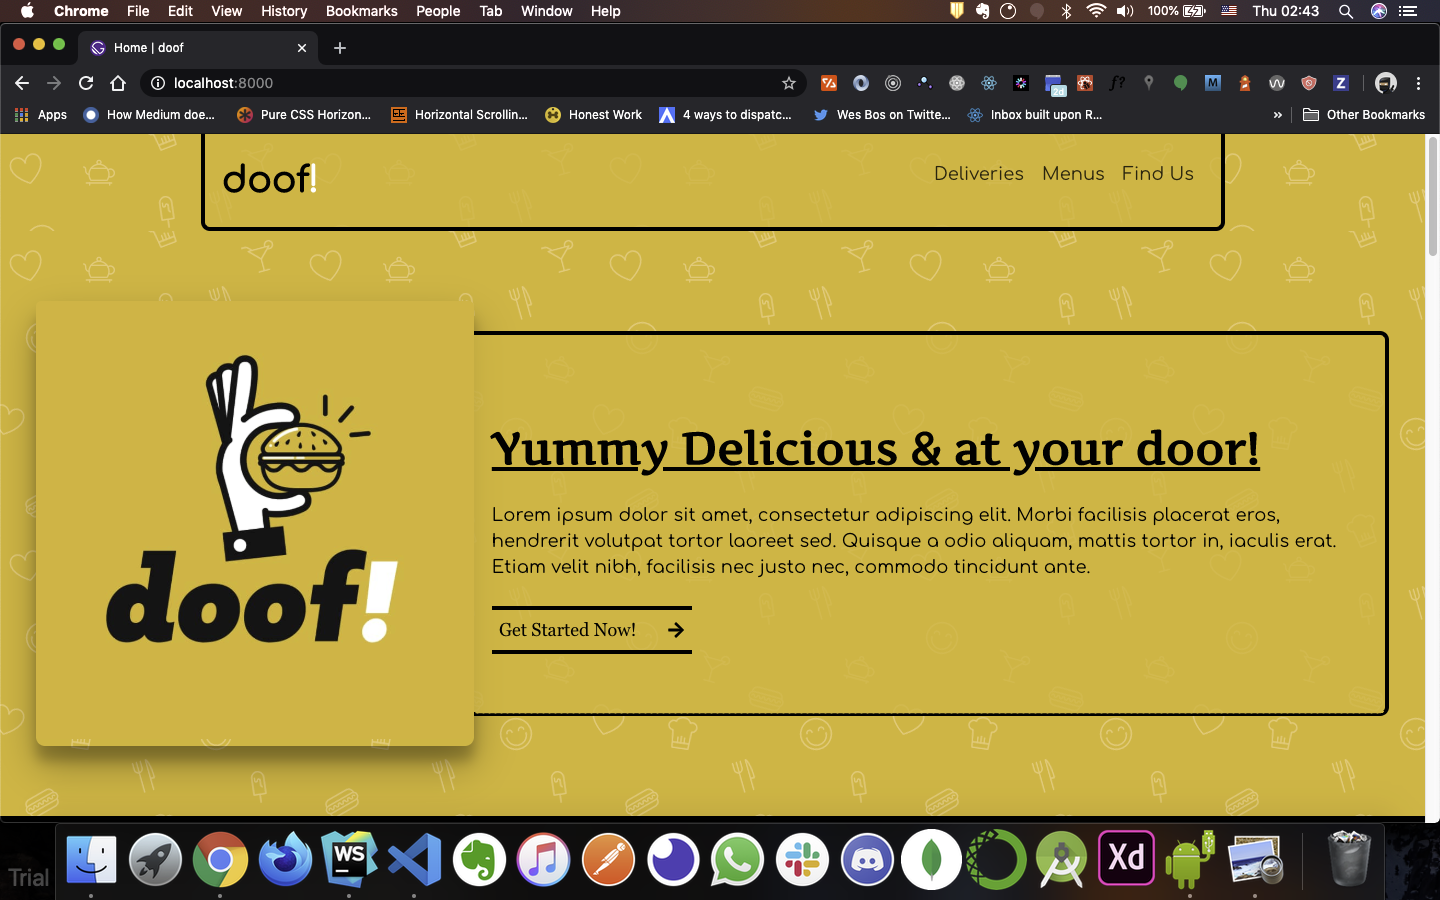 Chrome File Edit View History Bookmarks People Tab Window Help 100% Thu 02:43
Home | doof
localhost:8000 f? M 2d Z
Apps How Medium doe... Pure CSS Horizon... Horizontal Scrollin... Honest Work 4 ways to dispatc... Wes Bos on Twitte... Inbox built upon R... » Other Bookmarks
doof! Deliveries Menus Find Us
doof!
Yummy Delicious & at your door!
Lorem ipsum dolor sit amet, consectetur adipiscing elit. Morbi facilisis placerat eros,
hendrerit volutpat tortor laoreet sed. Quisque a odio aliquam, mattis tortor in, iaculis erat.
Etiam velit nibh, facilisis nec justo nec, commodo tincidunt ante.
Get Started Now!
Trial WS Xd